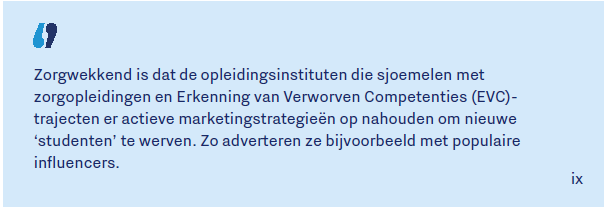 Zorgwekkend is dat de opleidingsinstituten die sjoemelen met
zorgopleidingen en Erkenning van Verworven Competenties (EVC)-
trajecten er actieve marketingstrategieën op nahouden om nieuwe
‘studenten’ te werven. Zo adverteren ze bijvoorbeeld met populaire
influencers.
ix